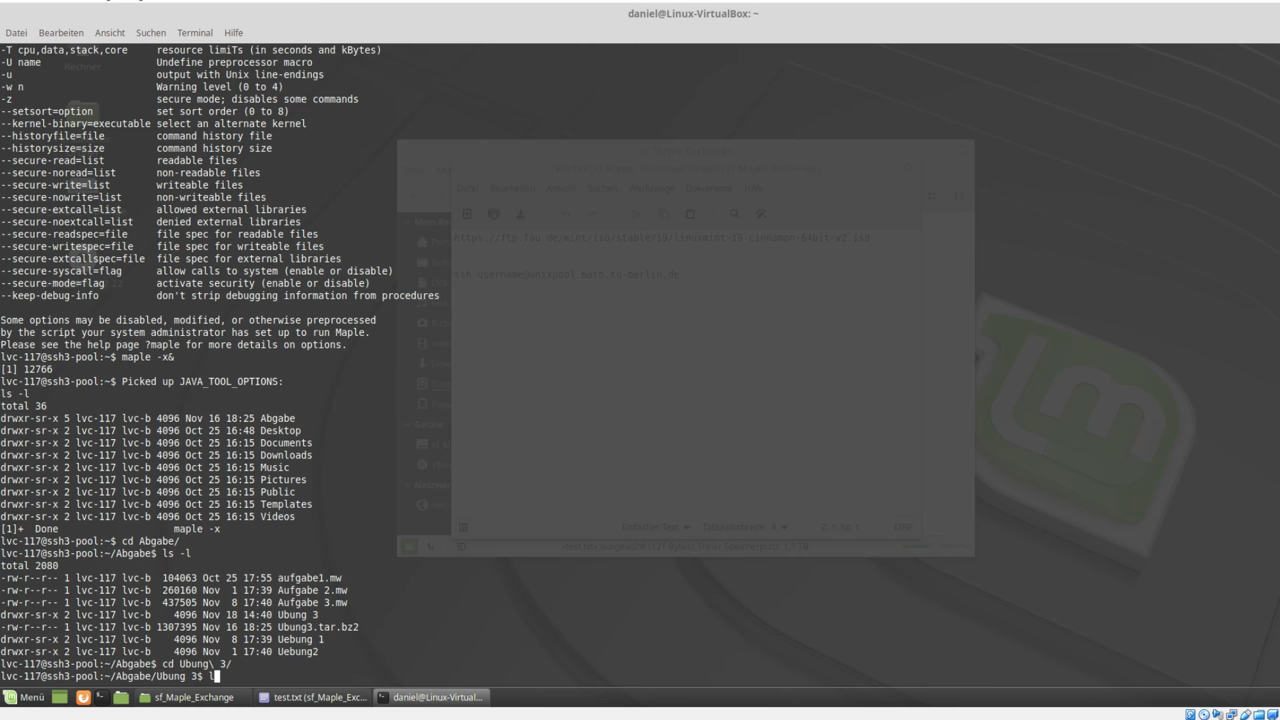 daniel@Linux-VirtualBox: ~
Datei Bearbeiten Ansicht Suchen Terminal Hilfe
-T cpu,data,stack,core resource limiTs (in seconds and kBytes)
-U name Undefine preprocessor macro
-u output with Unix line-endings
-w n Warning level (0 to 4)
-z secure mode; disables some commands
--setsort=option set sort order (0 to 8)
--kernel-binary=executable select an alternate kernel
--historyfile=file command history file
--historysize=size command history size
--secure-read=list readable files
--secure-noread=list non-readable files
--secure-write=list writeable files
--secure-nowrite=list non-writeable files
--secure-extcall=list allowed external libraries
--secure-noextcall=list denied external libraries
--secure-readspec=file file spec for readable files
--secure-writespec=file file spec for writeable files
--secure-extcallspec=file file spec for external libraries
--secure-syscall=flag allow calls to system (enable or disable)
--secure-mode=flag activate security (enable or disable)
--keep-debug-info don't strip debugging information from procedures
Some options may be disabled, modified, or otherwise preprocessed
by the script your system administrator has set up to run Maple.
Please see the help page ?maple for more details on options.
lvc-117@ssh3-pool:~$ maple -x&
[1] 12766
lvc-117@ssh3-pool:~$ Picked up JAVA_TOOL_OPTIONS:
ls -l
total 36
drwxr-sr-x 5 lvc-117 lvc-b 4096 Nov 16 18:25 Abgabe
drwxr-sr-x 2 lvc-117 lvc-b 4096 Oct 25 16:48 Desktop
drwxr-sr-x 2 lvc-117 lvc-b 4096 Oct 25 16:15 Documents
drwxr-sr-x 2 lvc-117 lvc-b 4096 Oct 25 16:15 Downloads
drwxr-sr-x 2 lvc-117 lvc-b 4096 Oct 25 16:15 Music
drwxr-sr-x 2 lvc-117 lvc-b 4096 Oct 25 16:15 Pictures
drwxr-sr-x 2 lvc-117 lvc-b 4096 Oct 25 16:15 Public
drwxr-sr-x 2 lvc-117 lvc-b 4096 Oct 25 16:15 Templates
drwxr-sr-x 2 lvc-117 lvc-b 4096 Oct 25 16:15 Videos
[1]+ Done maple -x
lvc-117@ssh3-pool:~$ cd Abgabe/
lvc-117@ssh3-pool:~/Abgabe$ ls -l
total 2080
-rw-r--r-- 1 lvc-117 lvc-b 104063 Oct 25 17:55 aufgabe1.mw
-rw-r--r-- 1 lvc-117 lvc-b 260160 Nov 1 17:39 Aufgabe 2.mw
-rw-r--r-- 1 lvc-117 lvc-b 437505 Nov 8 17:40 Aufgabe 3.mw
drwxr-sr-x 2 lvc-117 lvc-b 4096 Nov 18 14:40 Ubung 3
-rw-r--r-- 1 lvc-117 lvc-b 1307395 Nov 16 18:25 Ubung3.tar.bz2
drwxr-sr-x 2 lvc-117 lvc-b 4096 Nov 8 17:39 Uebung 1
drwxr-sr-x 2 lvc-117 lvc-b 4096 Nov 1 17:40 Uebung2
lvc-117@ssh3-pool:~/Abgabe$ cd Ubung\ 3/
lvc-117@ssh3-pool:~/Abgabe/Ubung 3$ l
Rechner
Datei Bearbeiten Ansicht Suchen Werkzeuge Dokumente Hilfe
ssh username@unixpool.math.tu-berlin.de
Menü sf_Maple_Exchange test.txt (sf_Maple_Exc... daniel@Linux-Virtual...